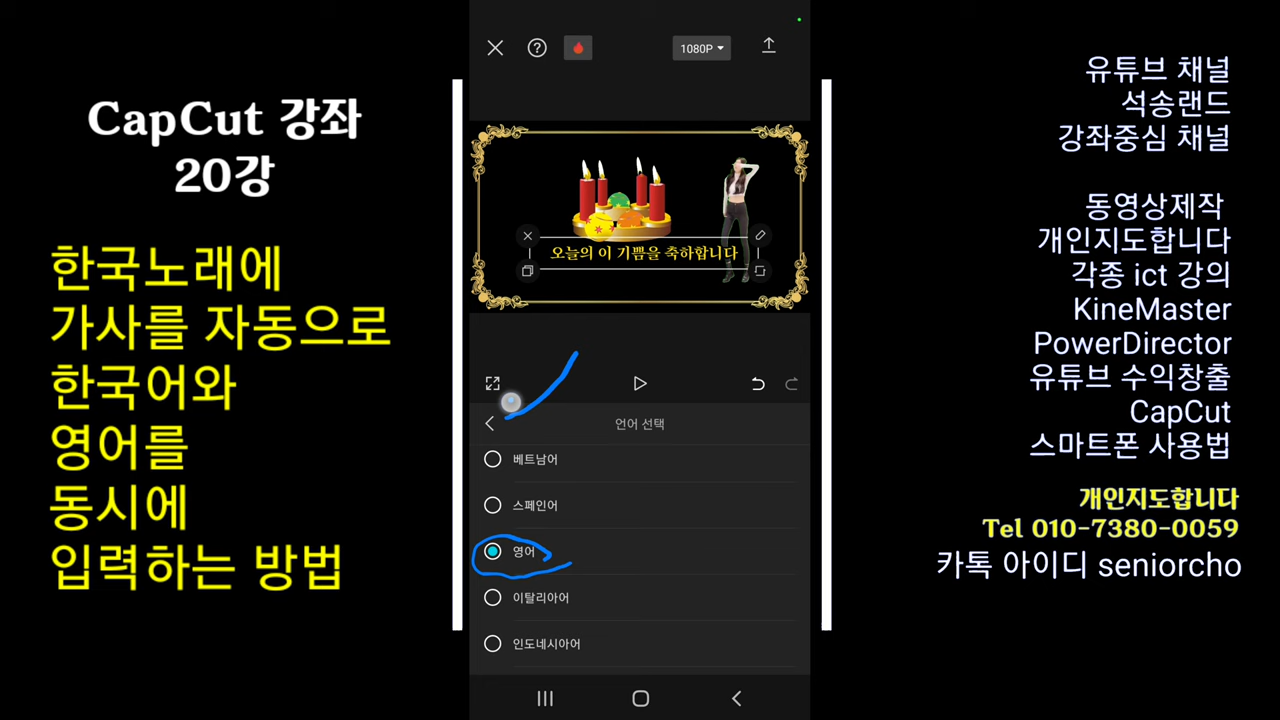 CapCut 강좌
20강
한국노래에
가사를 자동으로
한국어와
영어를
동시에
입력하는 방법
1080P
오늘의 이 기쁨을 축하합니다
언어 선택
베트남어
스페인어
영어
이탈리아어
인도네시아어
유튜브 채널
석송랜드
강좌중심 채널
동영상제작
개인지도합니다
각종 ict 강의
KineMaster
PowerDirector
유튜브 수익창출
CapCut
스마트폰 사용법
개인지도합니다
Tel 010-7380-0059
카톡 아이디 seniorcho